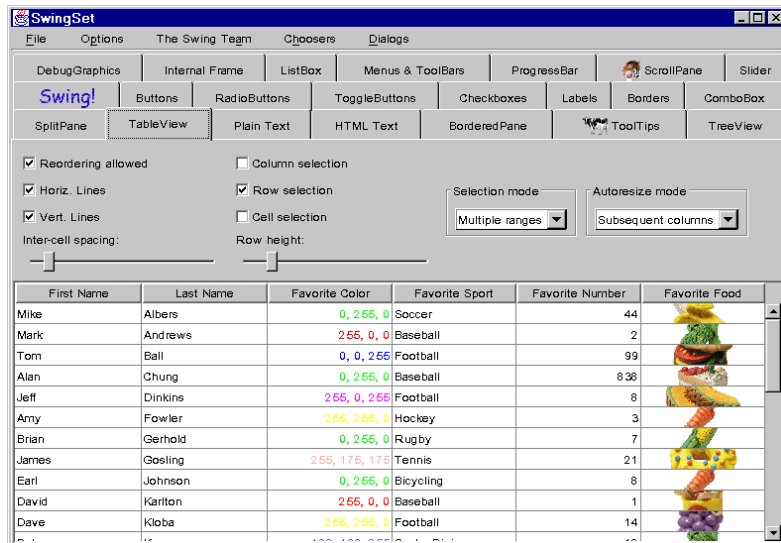 SwingSet
File Options The Swing Team Choosers Dialogs
DebugGraphics Internal Frame ListBox Menus & ToolBars ProgressBar ScrollPane Slider
Swing! Buttons RadioButtons ToggleButtons Checkboxes Labels Borders ComboBox
SplitPane TableView Plain Text HTML Text BorderedPane ToolTips TreeView
Reordering allowed Column selection
Horiz. Lines Row selection Selection mode Autoresize mode
Vert. Lines Cell selection Multiple ranges Subsequent columns
Inter-cell spacing: Row height:
First Name Last Name Favorite Color Favorite Sport Favorite Number Favorite Food
Mike Albers 0, 255, 0 Soccer 44
Mark Andrews 255, 0, 0 Baseball 2
Tom Ball 0, 0, 255 Football 99
Alan Chung 0, 255, 0 Baseball 838
Jeff Dinkins 255, 0, 255 Football 8
Amy Fowler 255, 255, 0 Hockey 3
Brian Gerhold 0, 255, 0 Rugby 7
James Gosling 255, 175, 175 Tennis 21
Earl Johnson 0, 255, 0 Bicycling 8
David Karlton 255, 0, 0 Baseball 1
Dave Kloba 255, 255, 0 Football 14